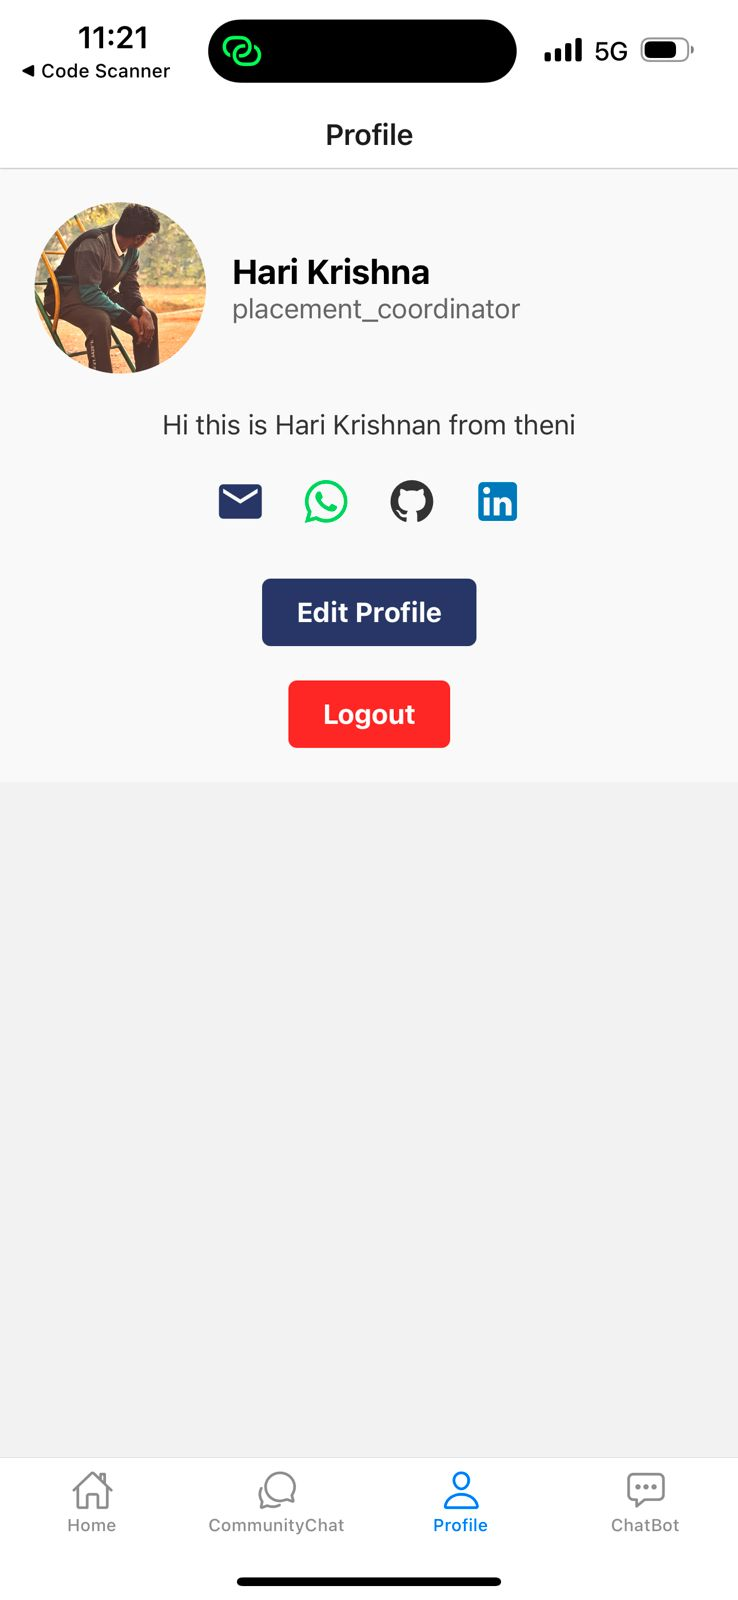 11:21
◀ Code Scanner
5G
Profile
Hari Krishna
placement_coordinator
Hi this is Hari Krishnan from theni
in
Edit Profile
Logout
Home
CommunityChat
Profile
ChatBot